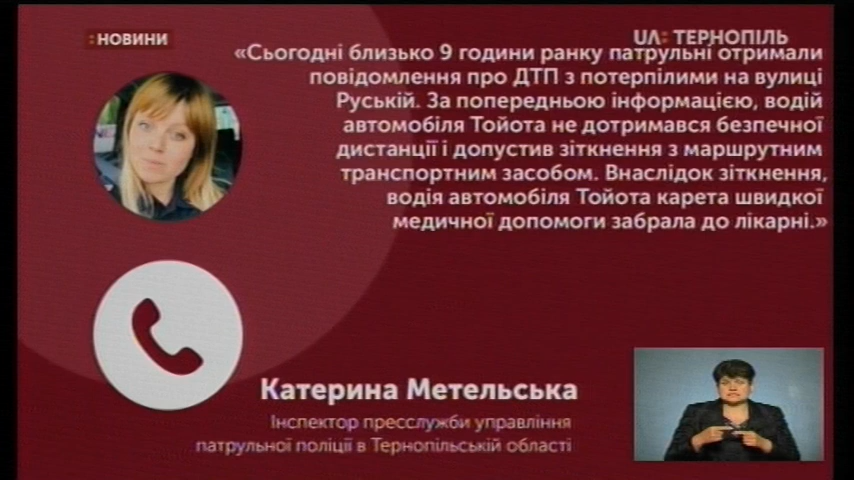 :НОВИНИ
UA: ТЕРНОПІЛЬ
«Сьогодні близько 9 години ранку патрульні отримали
повідомлення про ДТП з потерпілими на вулиці
Руській. За попередньою інформацією, водій
автомобіля Тойота не дотримався безпечної
дистанції і допустив зіткнення з маршрутним
транспортним засобом. Внаслідок зіткнення,
водія автомобіля Тойота карета швидкої
медичної допомоги забрала до лікарні.»
Катерина Метельська
Інспектор пресслужби управління
патрульної поліції в Тернопільській області